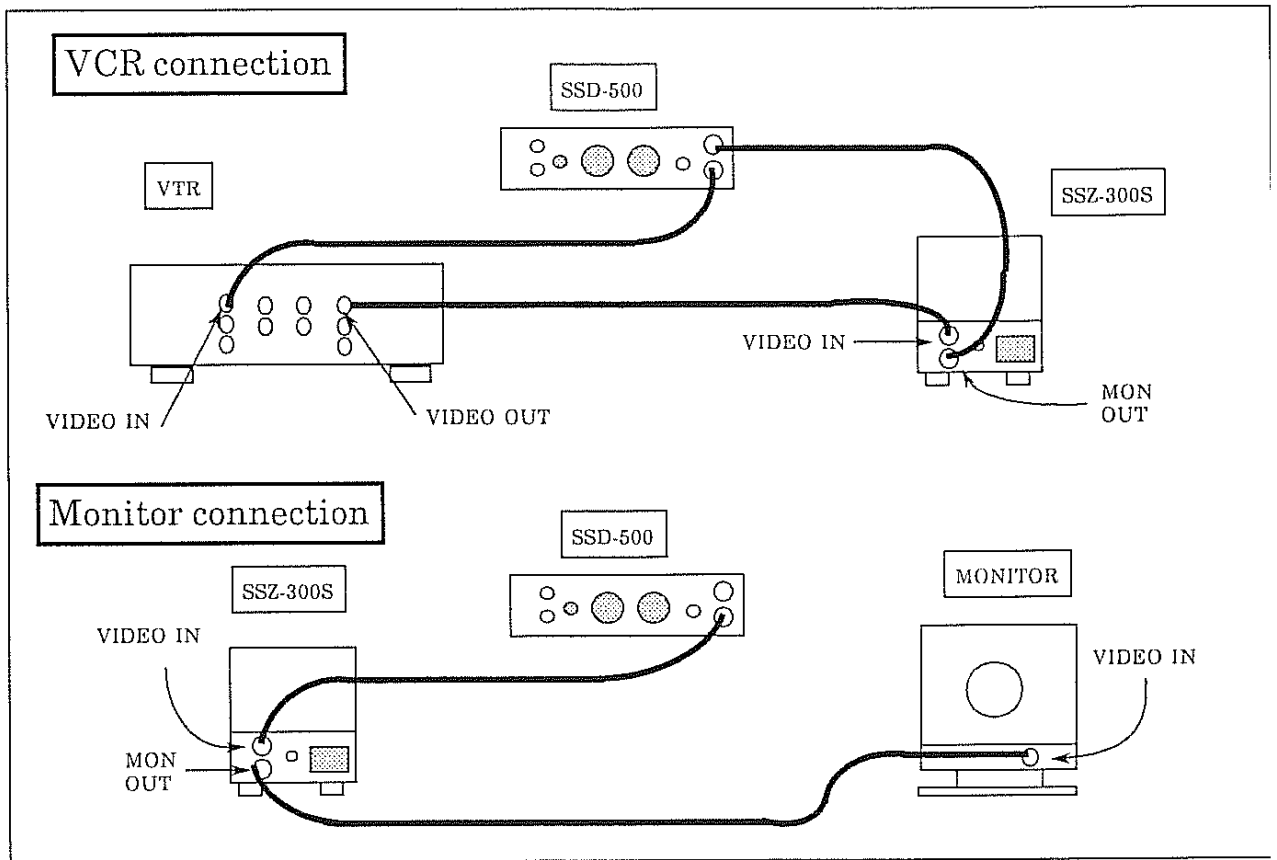 VCR connection
SSD-500
VTR
SSZ-300S
VIDEO IN
MON
OUT
VIDEO IN
VIDEO OUT
Monitor connection
SSD-500
SSZ-300S
MONITOR
VIDEO IN
VIDEO IN
MON
OUT